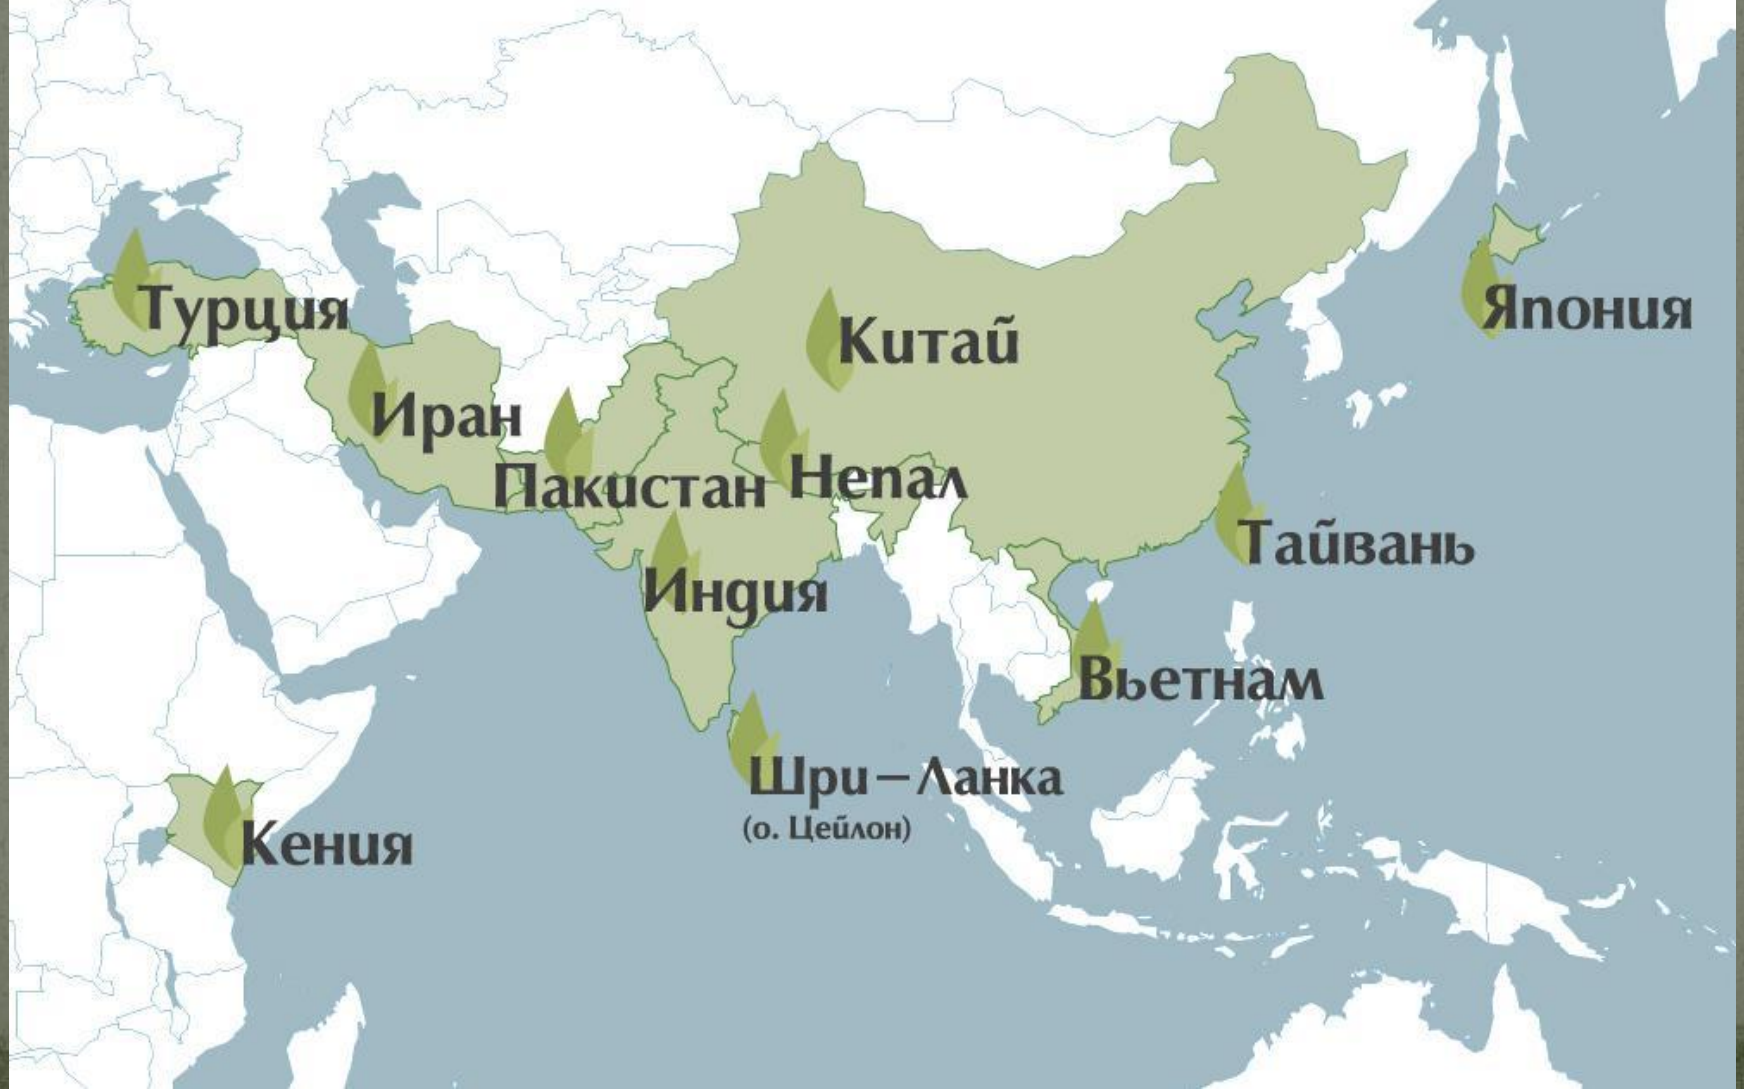 Турция
Япония
Китай
Иран
Пакистан
Непал
Тайвань
Индия
Вьетнам
Шри–Ланка
(о. Цейлон)
Кения